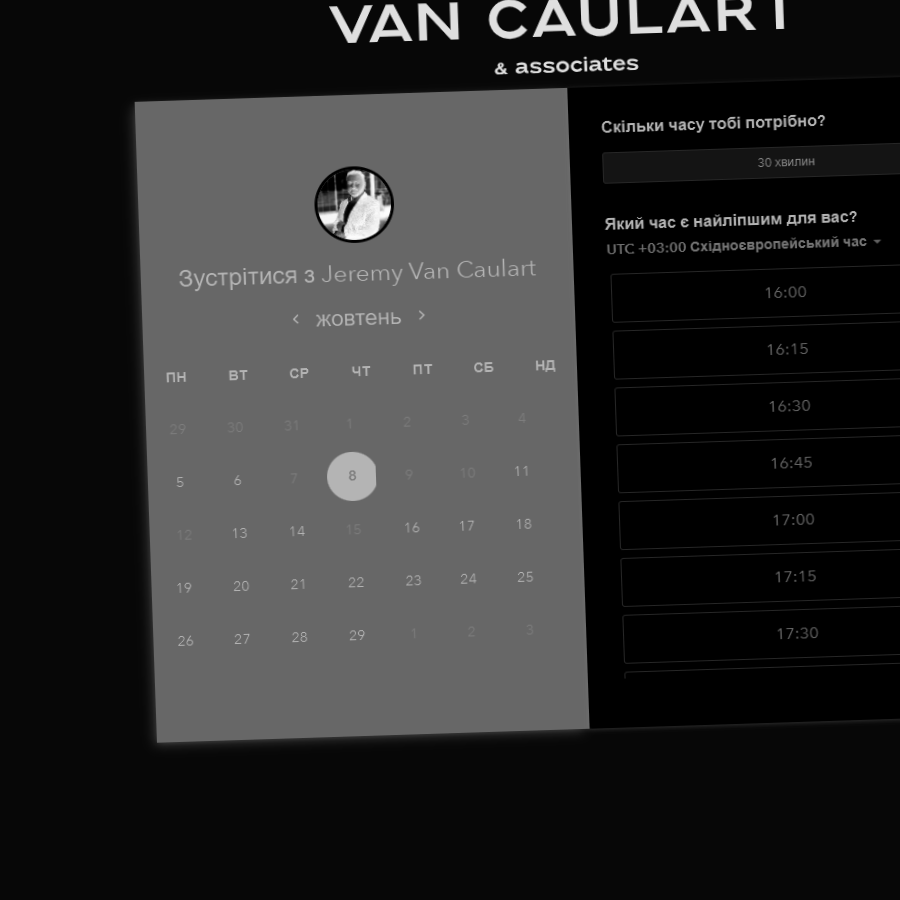 VAN CAULART
& associates
Зустрітися з Jeremy Van Caulart
жовтень
ПН ВТ СР ЧТ ПТ СБ НД
29 30 31 1 2 3 4
5 6 7 8 9 10 11
12 13 14 15 16 17 18
19 20 21 22 23 24 25
26 27 28 29 1 2 3
Скільки часу тобі потрібно?
30 хвилин
Який час є найліпшим для вас?
UTC +03:00 Східноєвропейський час
16:00
16:15
16:30
16:45
17:00
17:15
17:30